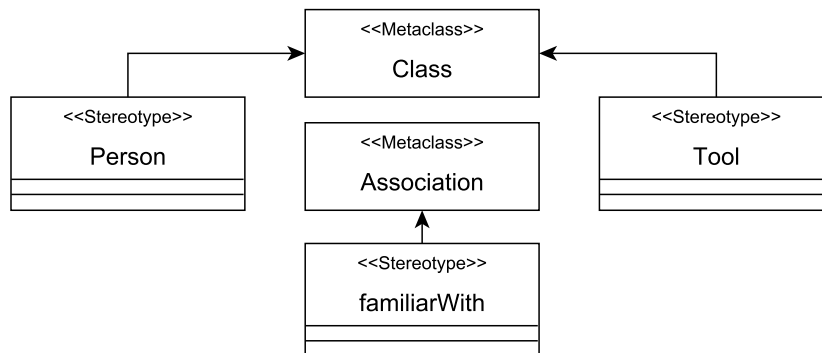 <<Metaclass>>
Class
<<Stereotype>>
Person
<<Metaclass>>
Association
<<Stereotype>>
Tool
<<Stereotype>>
familiarWith